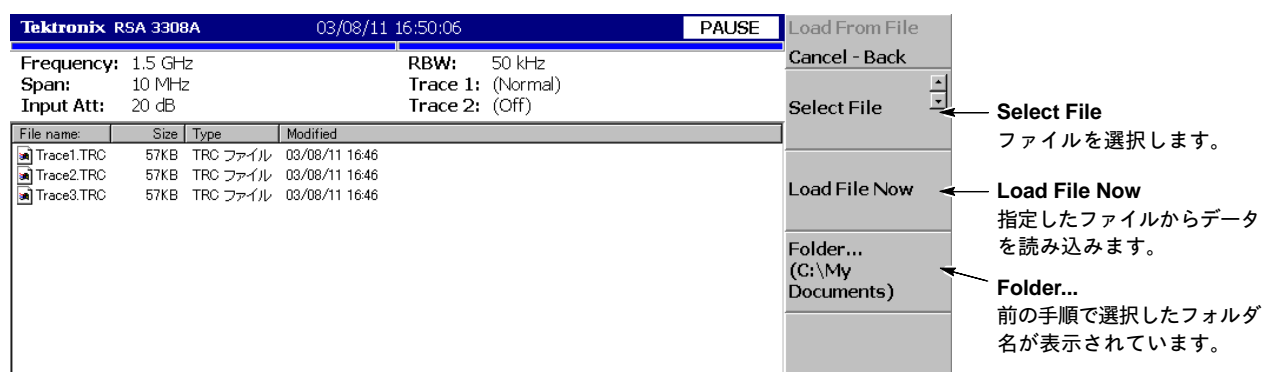 Tektronix RSA 3308A 03/08/11 16:50:06 PAUSE
Frequency: 1.5 GHz RBW: 50 kHz
Span: 10 MHz Trace 1: (Normal)
Input Att: 20 dB Trace 2: (Off)
File name: Size Type Modified
Trace1.TRC 57KB TRC ファイル 03/08/11 16:46
Trace2.TRC 57KB TRC ファイル 03/08/11 16:46
Trace3.TRC 57KB TRC ファイル 03/08/11 16:46
Load From File
Cancel - Back
Select File
Load File Now
Folder...
(C:\My
Documents)
Select File
ファイルを選択します。
Load File Now
指定したファイルからデータ
を読み込みます。
Folder...
前の手順で選択したフォルダ
名が表示されています。